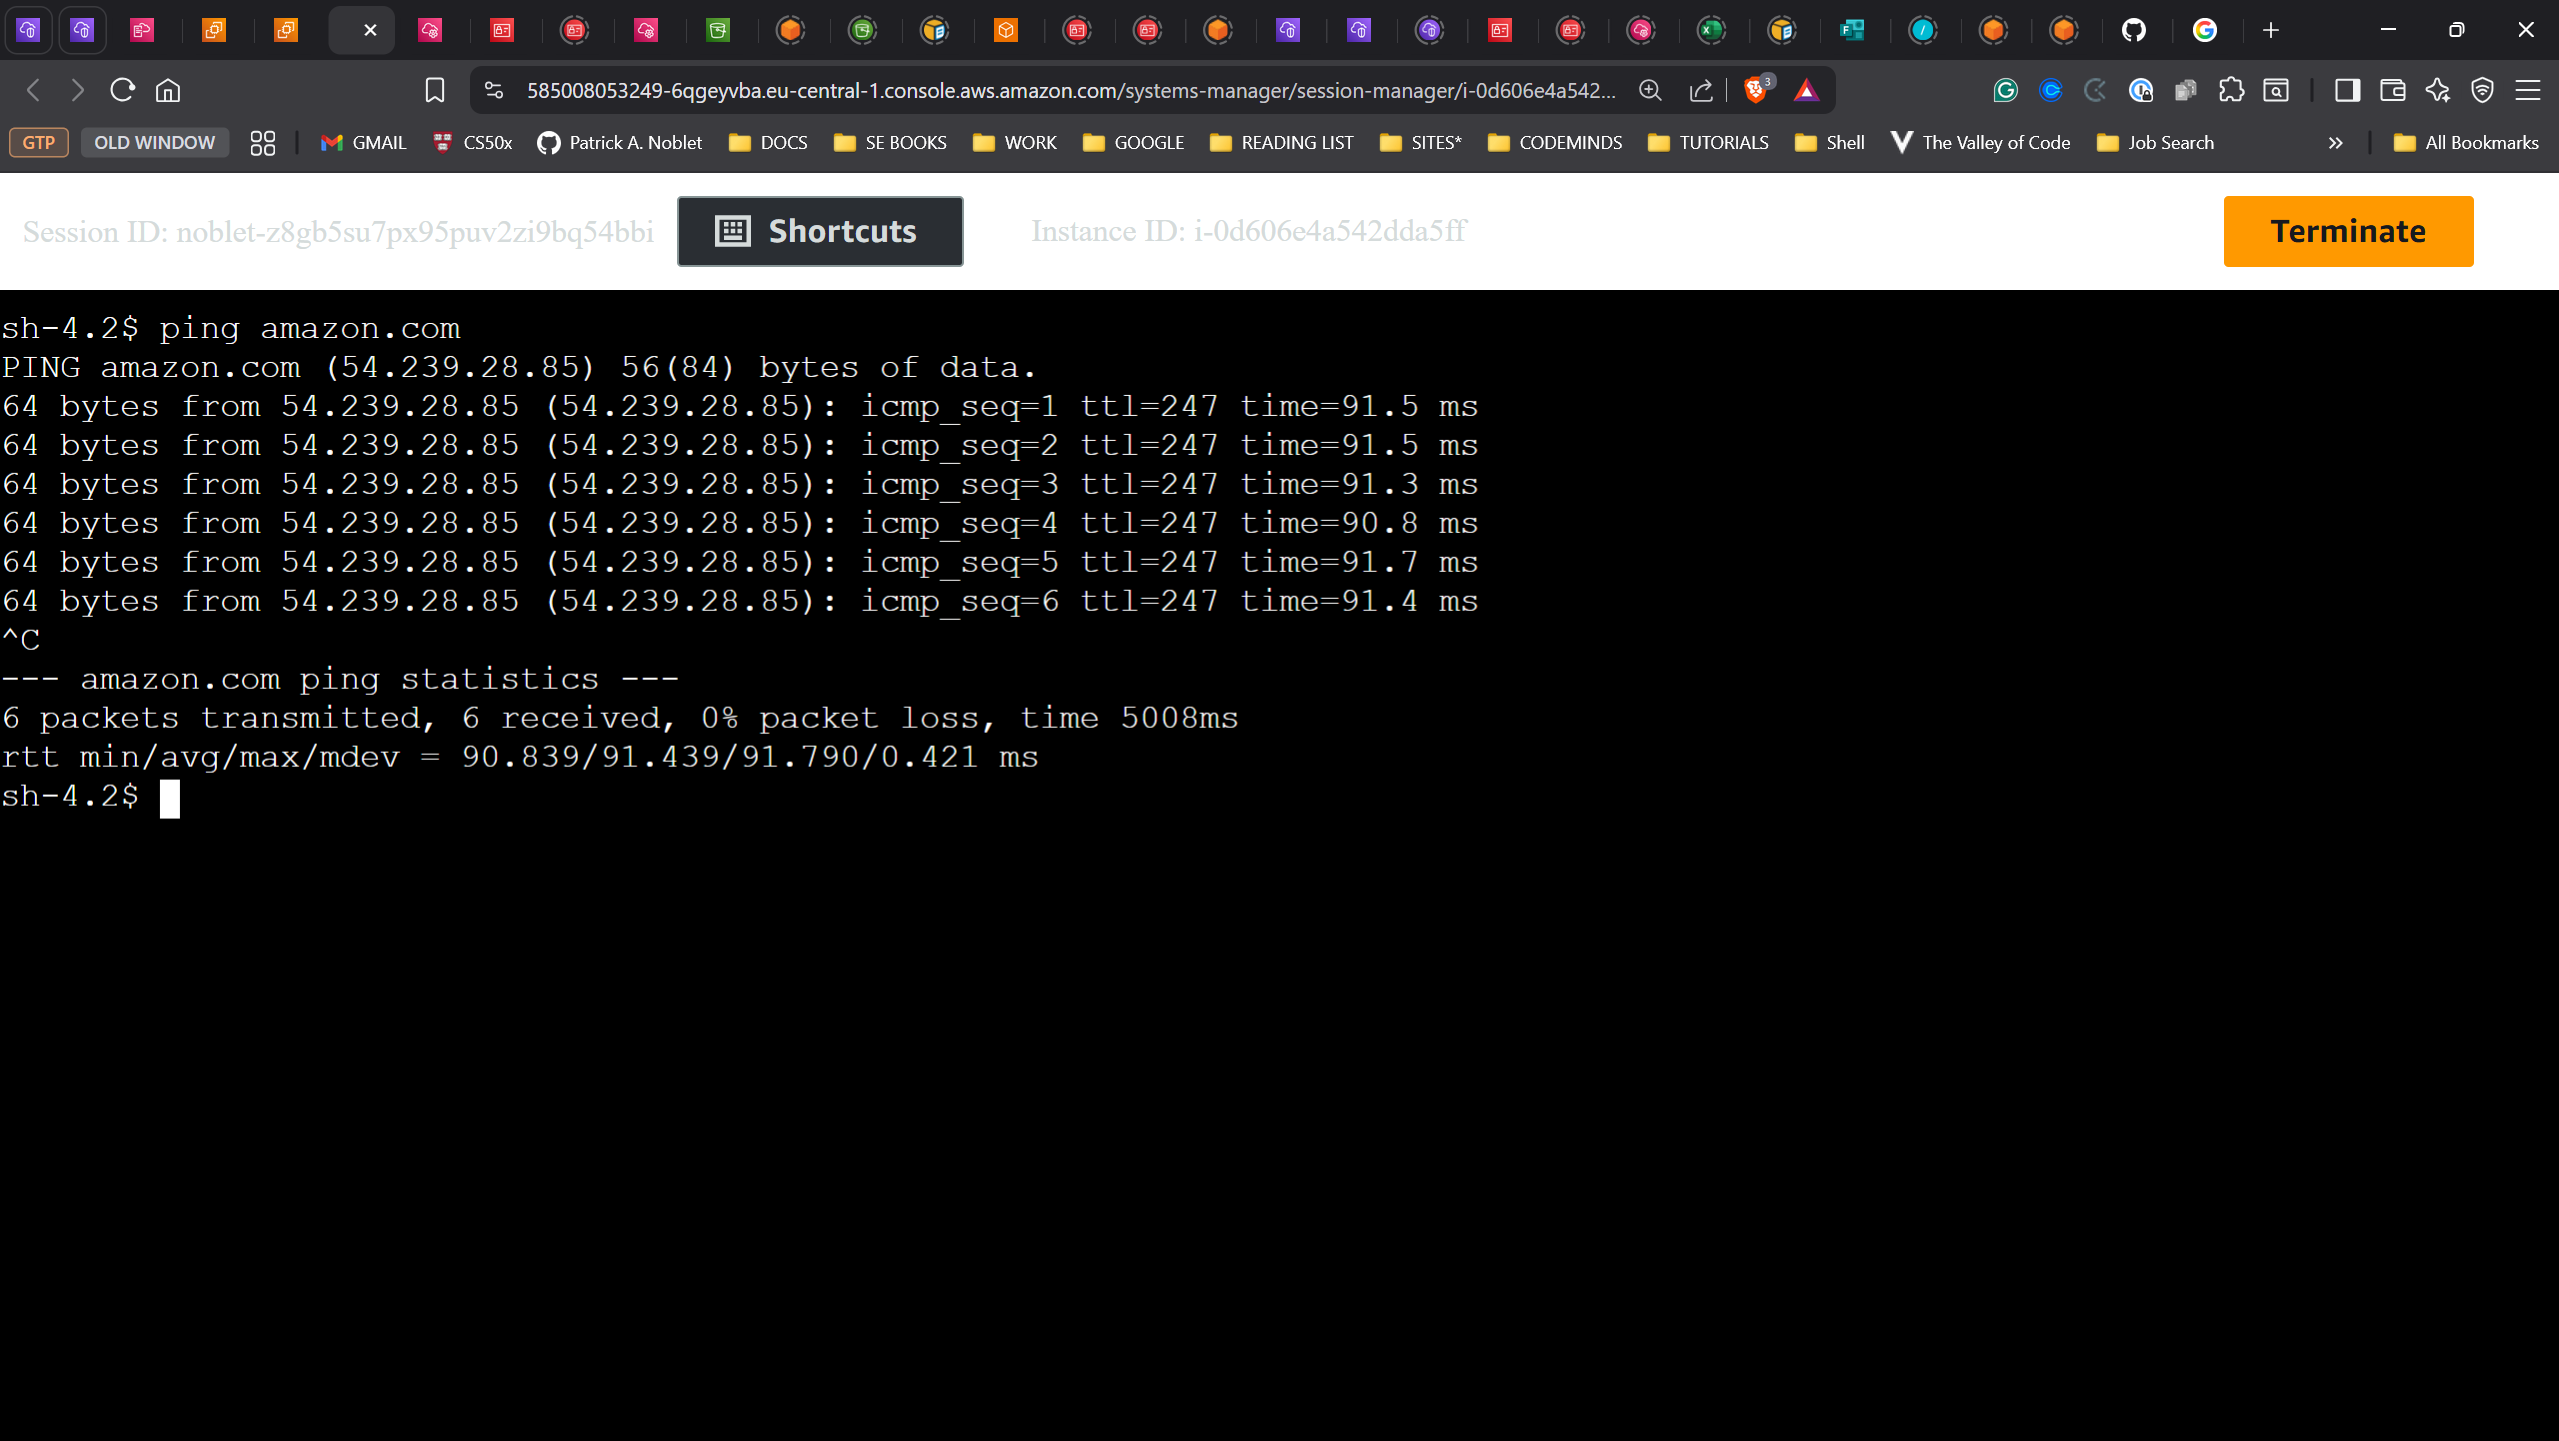 585008053249-6qgeyvba.eu-central-1.console.aws.amazon.com/systems-manager/session-manager/i-0d606e4a542...
3
GTP OLD WINDOW GMAIL CS50x Patrick A. Noblet DOCS SE BOOKS WORK GOOGLE READING LIST SITES* CODEMINDS TUTORIALS Shell The Valley of Code Job Search » All Bookmarks
Session ID: noblet-z8gb5su7px95puv2zi9bq54bbi Shortcuts Instance ID: i-0d606e4a542dda5ff Terminate
sh-4.2$ ping amazon.com
PING amazon.com (54.239.28.85) 56(84) bytes of data.
64 bytes from 54.239.28.85 (54.239.28.85): icmp_seq=1 ttl=247 time=91.5 ms
64 bytes from 54.239.28.85 (54.239.28.85): icmp_seq=2 ttl=247 time=91.5 ms
64 bytes from 54.239.28.85 (54.239.28.85): icmp_seq=3 ttl=247 time=91.3 ms
64 bytes from 54.239.28.85 (54.239.28.85): icmp_seq=4 ttl=247 time=90.8 ms
64 bytes from 54.239.28.85 (54.239.28.85): icmp_seq=5 ttl=247 time=91.7 ms
64 bytes from 54.239.28.85 (54.239.28.85): icmp_seq=6 ttl=247 time=91.4 ms
^C
--- amazon.com ping statistics ---
6 packets transmitted, 6 received, 0% packet loss, time 5008ms
rtt min/avg/max/mdev = 90.839/91.439/91.790/0.421 ms
sh-4.2$